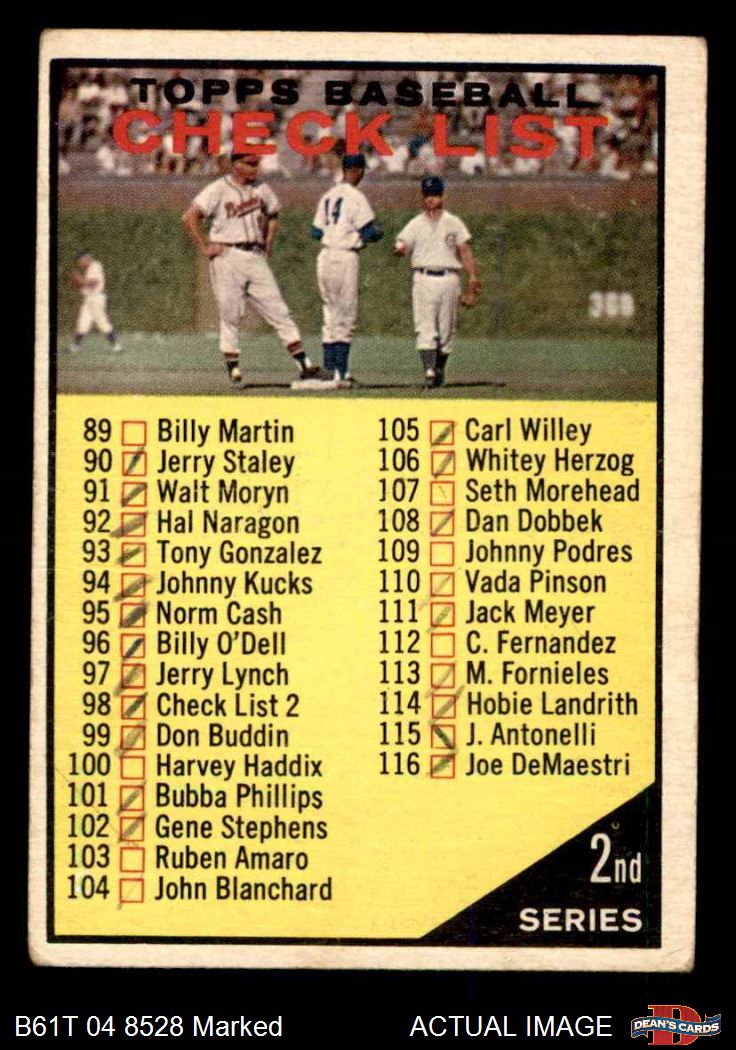 TOPPS BASEBALL
CHECK LIST
Braves
14
368
89 Billy Martin
90 Jerry Staley
91 Walt Moryn
92 Hal Naragon
93 Tony Gonzalez
94 Johnny Kucks
95 Norm Cash
96 Billy O'Dell
97 Jerry Lynch
98 Check List 2
99 Don Buddin
100 Harvey Haddix
101 Bubba Phillips
102 Gene Stephens
103 Ruben Amaro
104 John Blanchard
105 Carl Willey
106 Whitey Herzog
107 Seth Morehead
108 Dan Dobbek
109 Johnny Podres
110 Vada Pinson
111 Jack Meyer
112 C. Fernandez
113 M. Fornieles
114 Hobie Landrith
115 J. Antonelli
116 Joe DeMaestri
2nd
SERIES
B61T 04 8528 Marked
ACTUAL IMAGE
D
DEAN'S CARDS